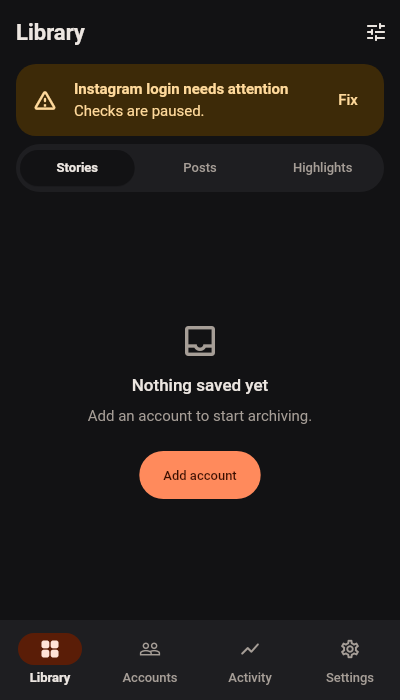 Library
Instagram login needs attention
Checks are paused.
Fix
Stories
Posts
Highlights
Nothing saved yet
Add an account to start archiving.
Add account
Library
Accounts
Activity
Settings